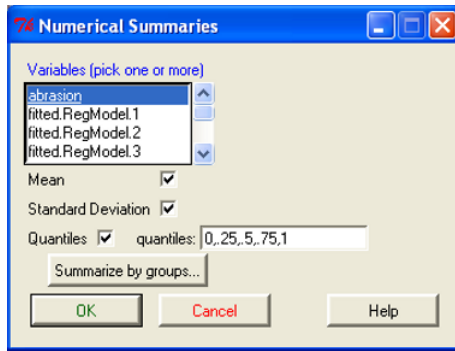 Numerical Summaries
Variables (pick one or more)
abrasion
fitted.RegModel.1
fitted.RegModel.2
fitted.RegModel.3
Mean
Standard Deviation
Quantiles quantiles: 0,.25,.5,.75,1
Summarize by groups...
OK Cancel Help